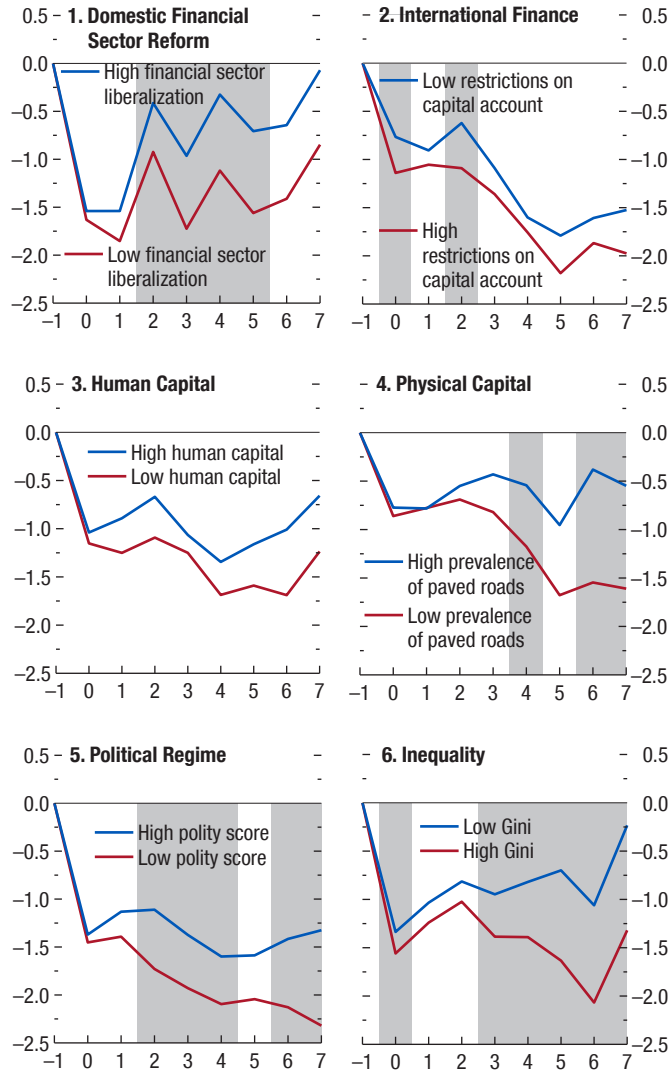 1. Domestic Financial
Sector Reform
High financial sector
liberalization
Low financial sector
liberalization
0.0
–0.5
–1.0
–1.5
–2.0
–2.5
–1 0 1 2 3 4 5 6 7
2. International Finance
0.5
0.0
–0.5
–1.0
–1.5
–2.0
–2.5
Low restrictions on
capital account
High
restrictions on
capital account
–1 0 1 2 3 4 5 6 7
3. Human Capital
0.5
0.0
–0.5
–1.0
–1.5
–2.0
–2.5
High human capital
Low human capital
–1 0 1 2 3 4 5 6 7
4. Physical Capital
0.5
0.0
–0.5
–1.0
–1.5
–2.0
–2.5
High prevalence
of paved roads
Low prevalence
of paved roads
–1 0 1 2 3 4 5 6 7
5. Political Regime
0.5
0.0
–0.5
–1.0
–1.5
–2.0
–2.5
High polity score
Low polity score
–1 0 1 2 3 4 5 6 7
6. Inequality
0.5
0.0
–0.5
–1.0
–1.5
–2.0
–2.5
Low Gini
High Gini
–1 0 1 2 3 4 5 6 7